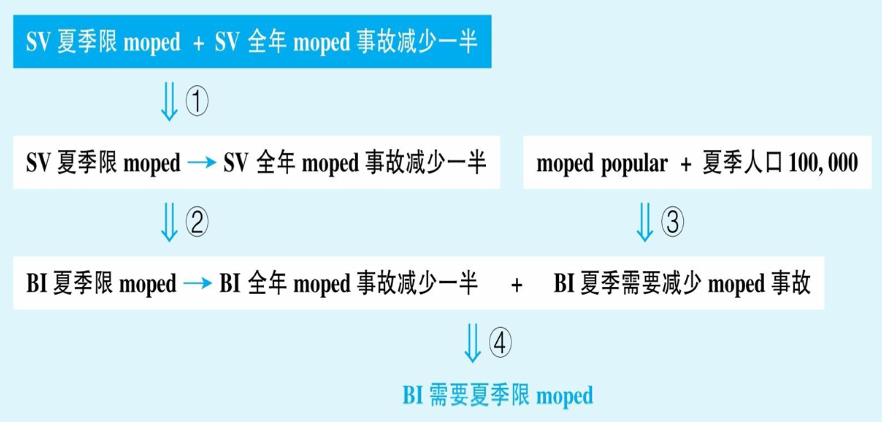 SV 夏季限 moped + SV 全年 moped 事故减少一半
①
SV 夏季限 moped → SV 全年 moped 事故减少一半
moped popular + 夏季人口 100,000
②
③
BI 夏季限 moped → BI 全年 moped 事故减少一半 + BI 夏季需要减少 moped 事故
④
BI 需要夏季限 moped